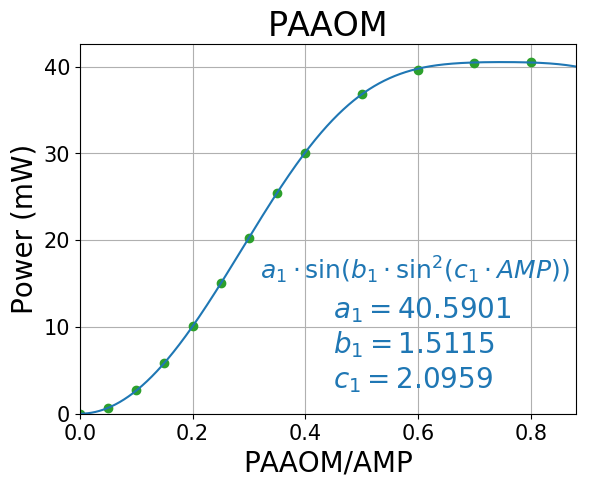 PAAOM
40
30
20
10
0
Power (mW)
a₁ · sin(b₁ · sin²(c₁ · AMP))
a₁ = 40.5901
b₁ = 1.5115
c₁ = 2.0959
0.0 0.2 0.4 0.6 0.8
PAAOM/AMP